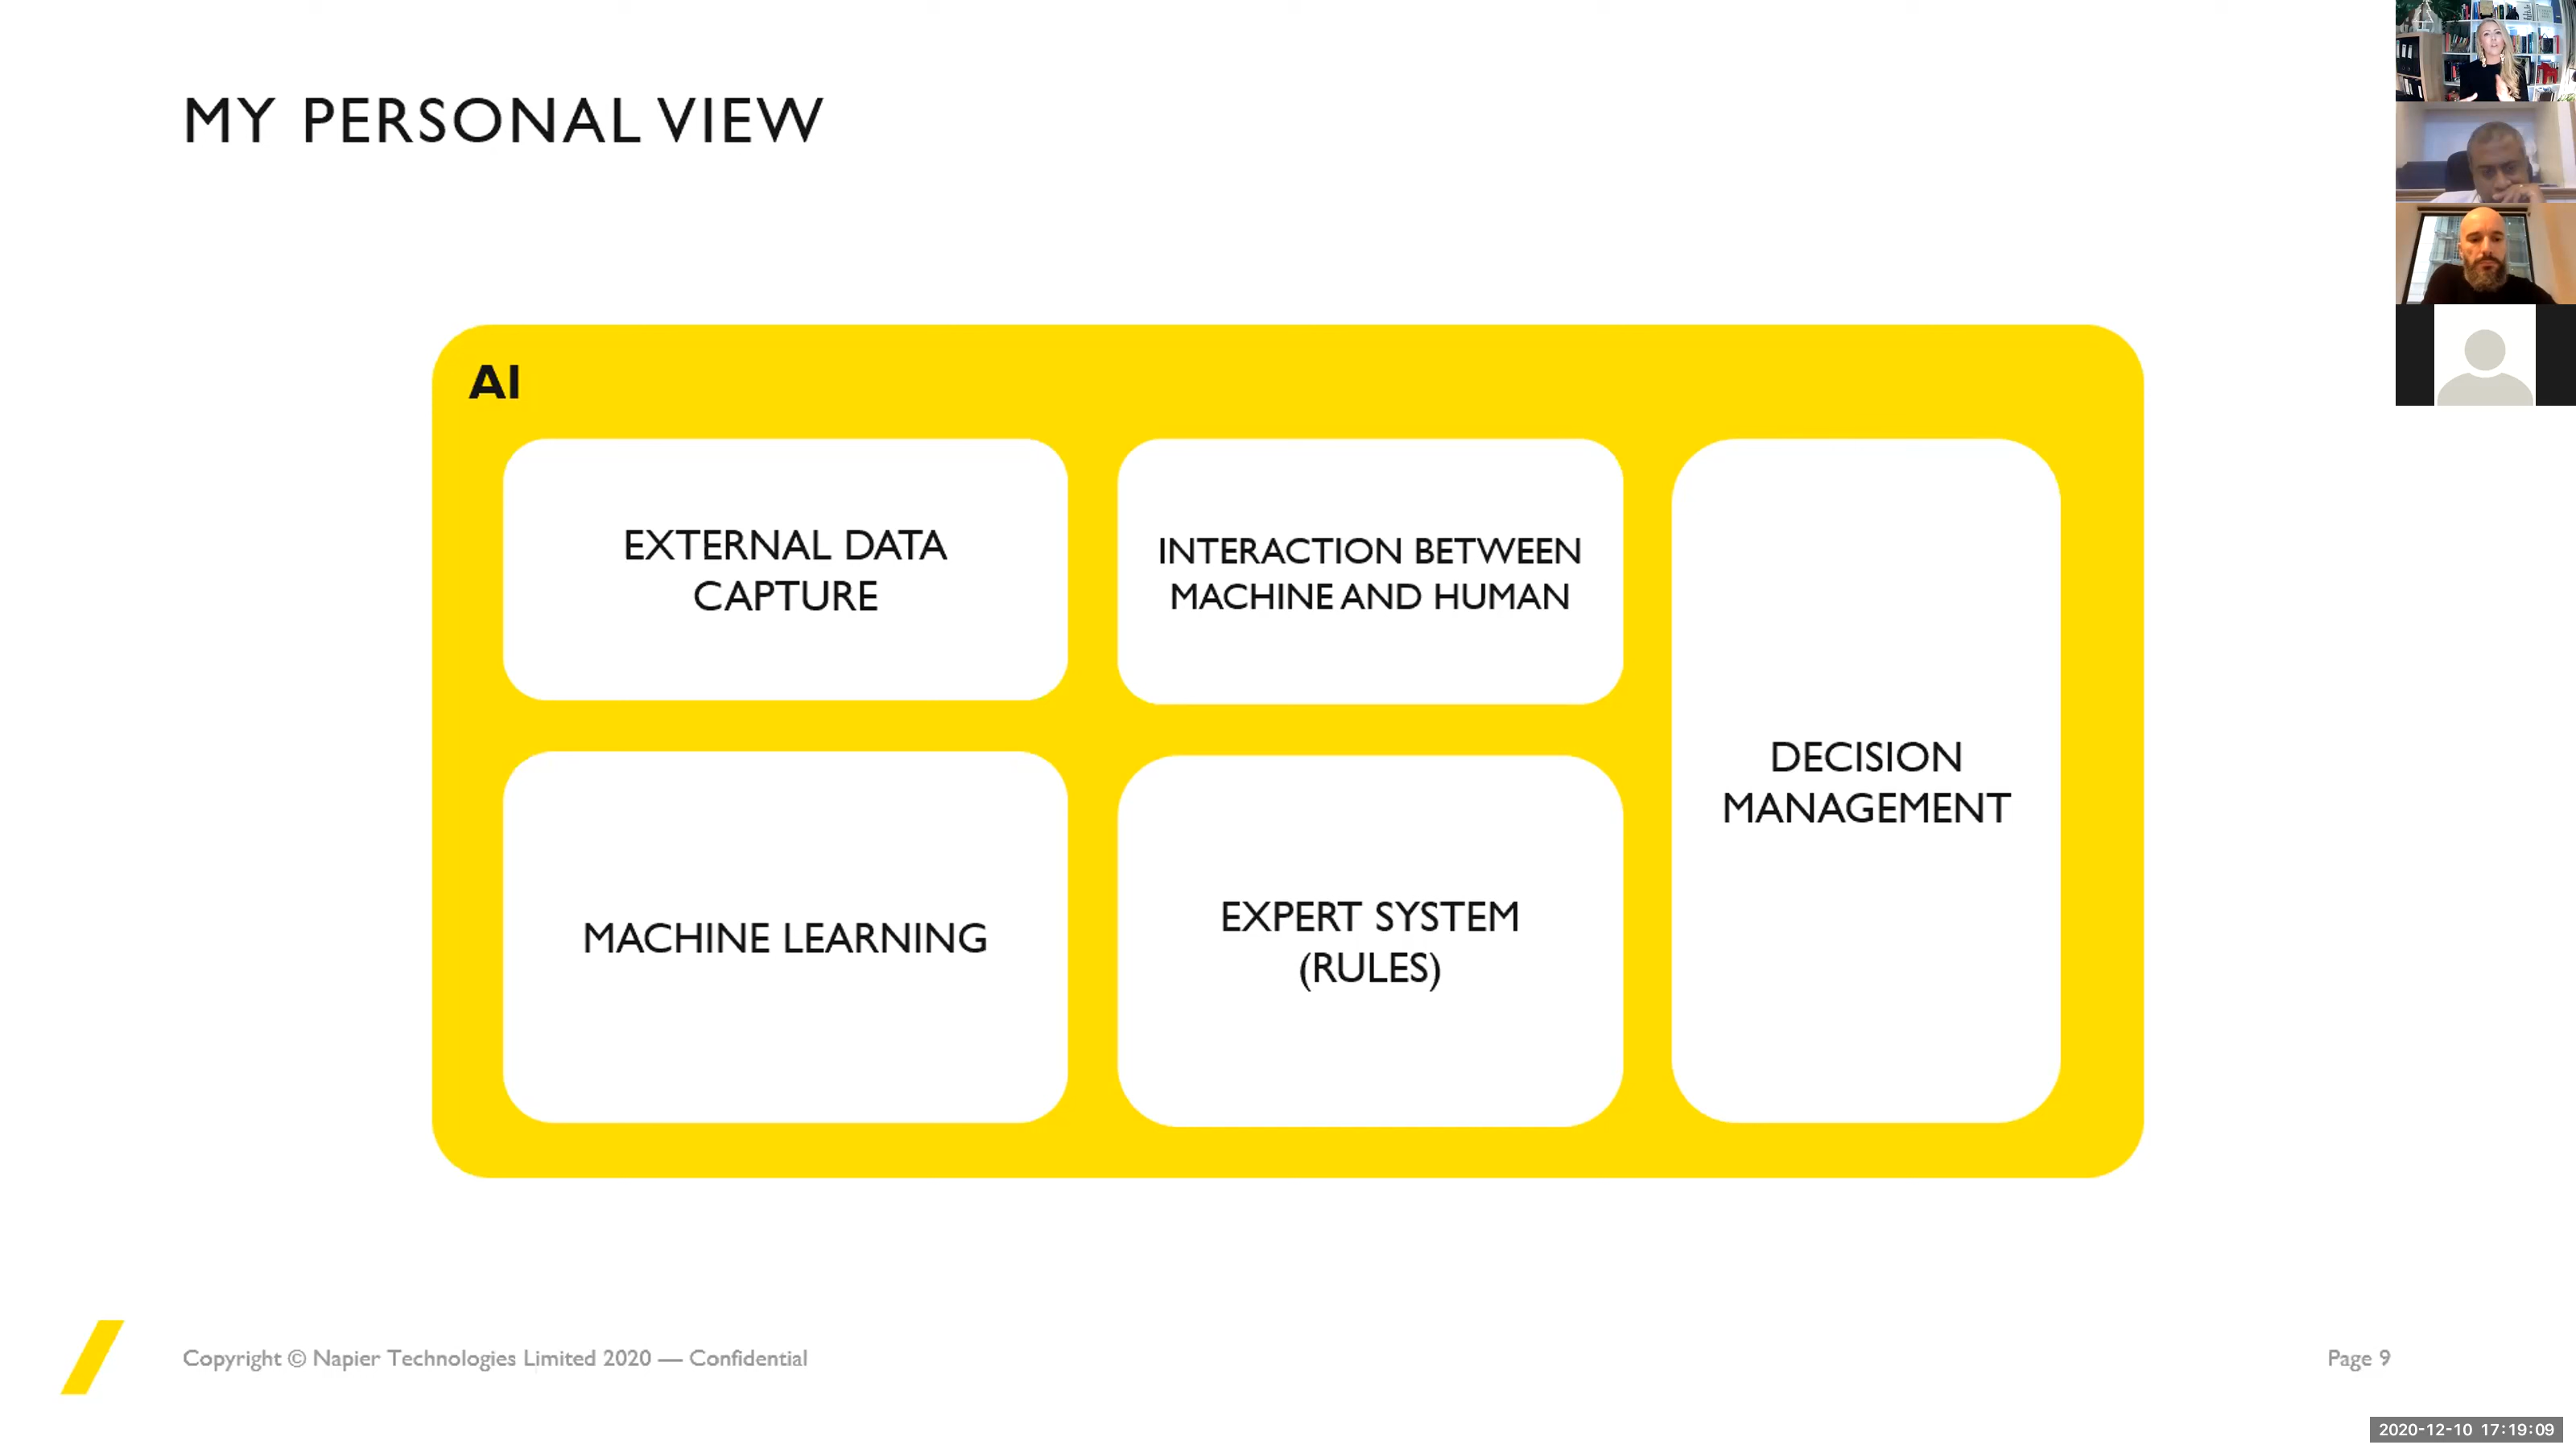 MY PERSONAL VIEW
AI
EXTERNAL DATA
CAPTURE
INTERACTION BETWEEN
MACHINE AND HUMAN
DECISION
MANAGEMENT
MACHINE LEARNING
EXPERT SYSTEM
(RULES)
Copyright © Napier Technologies Limited 2020 — Confidential
Page 9
2020-12-10 17:19:09